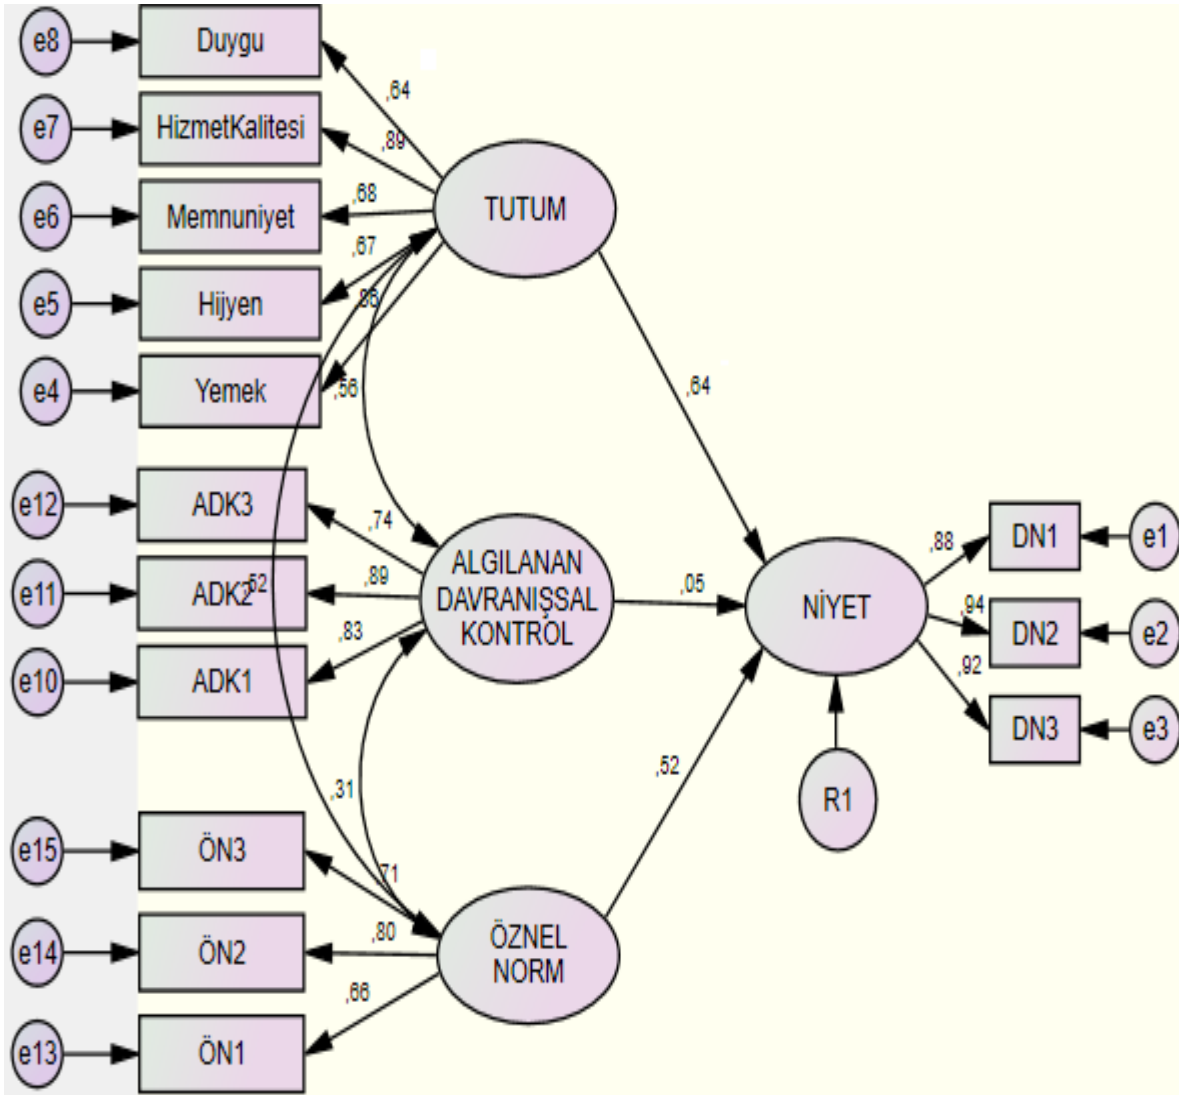 e8
Duygu
,64
e7
HizmetKalitesi
,89
TUTUM
e6
Memnuniyet
,68
e5
Hijyen
,67
e4
Yemek
,56
,64
e12
ADK3
,74
e11
ADK2
,89
,52
e10
ADK1
,83
ALGILANAN
DAVRANIŞSAL
KONTROL
,05
NİYET
,88
DN1
e1
,94
DN2
e2
,92
DN3
e3
R1
,31
,52
e15
ÖN3
,71
e14
ÖN2
,80
ÖZNEL
NORM
e13
ÖN1
,66